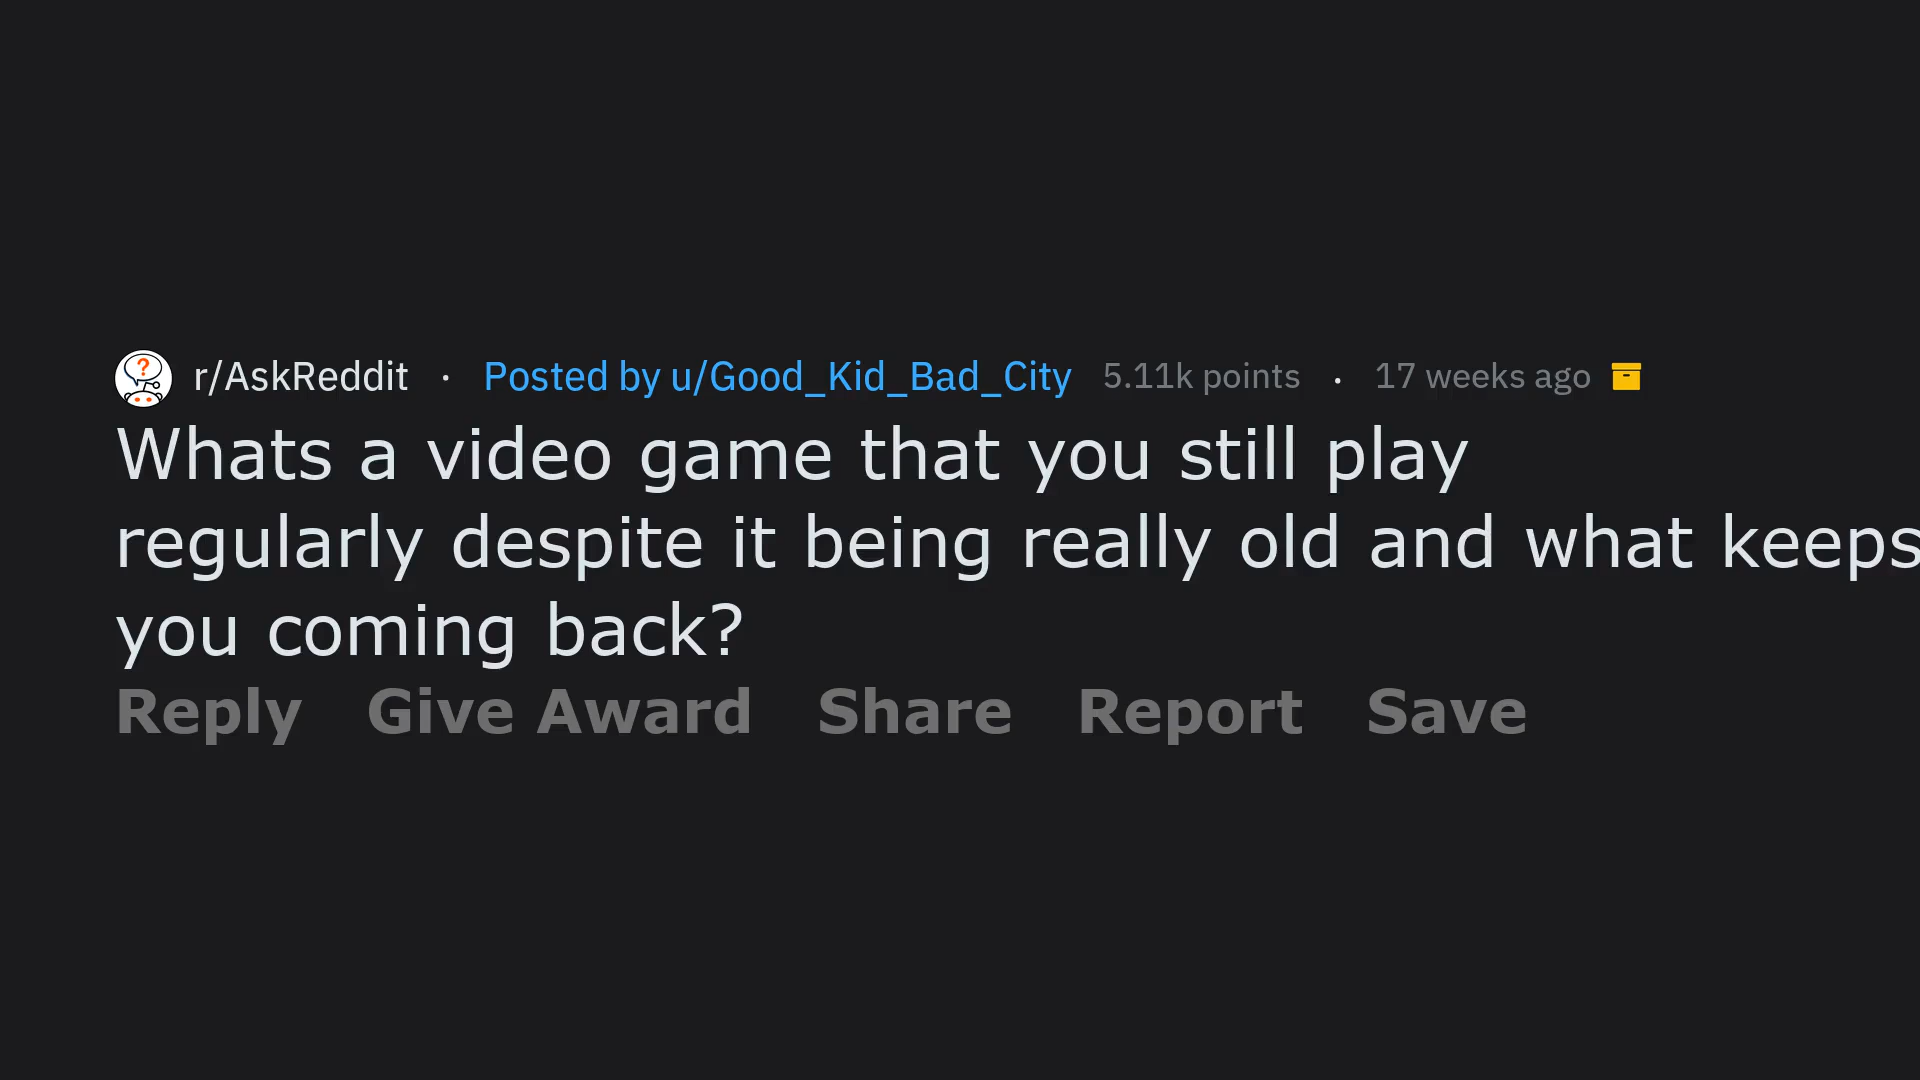 r/AskReddit · Posted by u/Good_Kid_Bad_City 5.11k points . 17 weeks ago
Whats a video game that you still play
regularly despite it being really old and what keeps
you coming back?
Reply Give Award Share Report Save